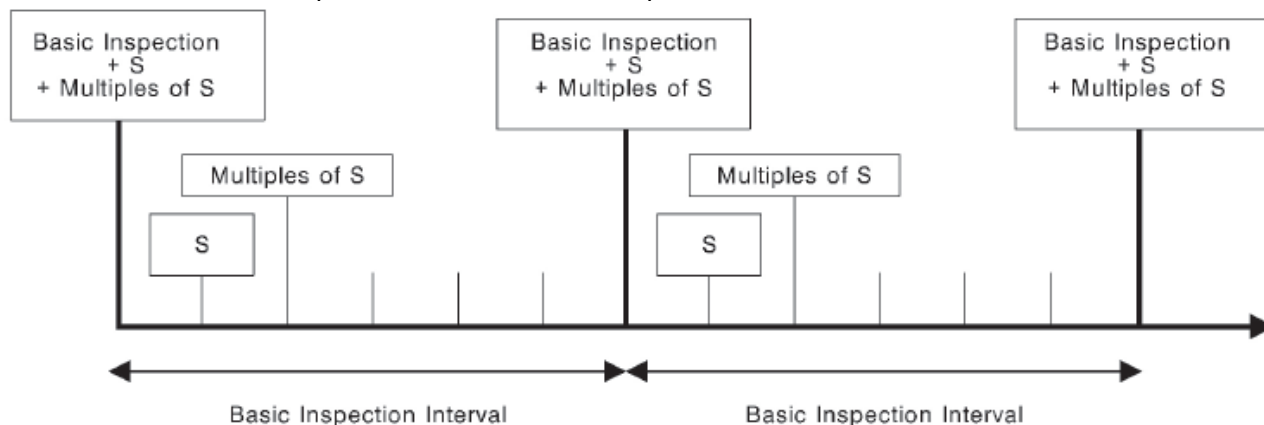 Basic Inspection
+ S
+ Multiples of S
Basic Inspection
+ S
+ Multiples of S
Basic Inspection
+ S
+ Multiples of S
Multiples of S
Multiples of S
S
S
Basic Inspection Interval
Basic Inspection Interval